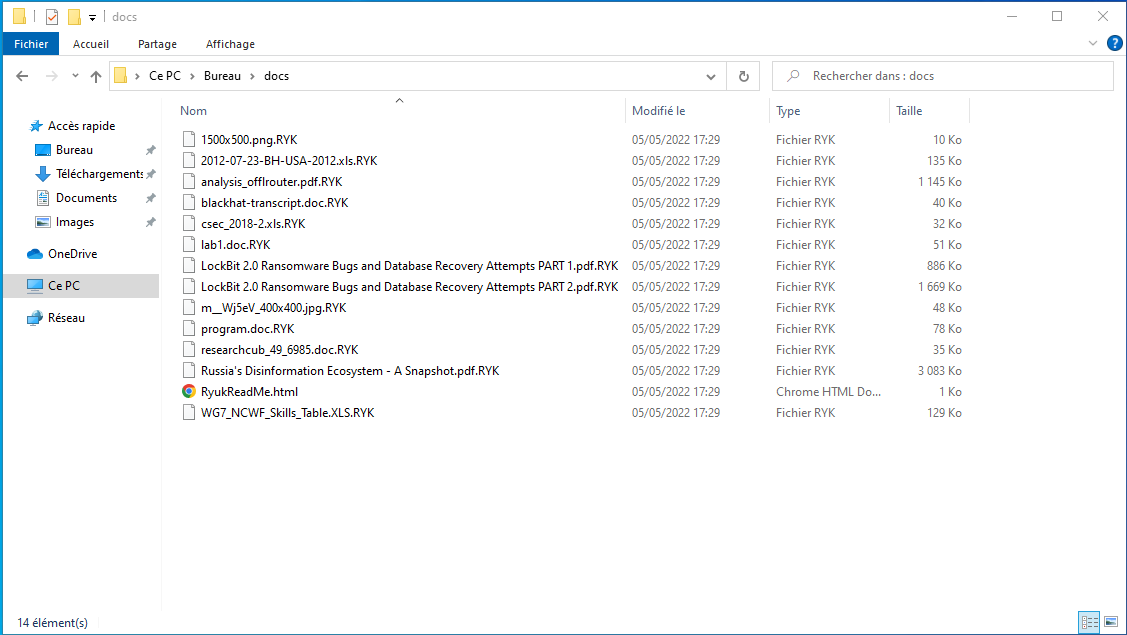 docs
Fichier Accueil Partage Affichage ?
Ce PC Bureau docs Rechercher dans : docs
Nom Modifié le Type Taille
Accès rapide
Bureau
Téléchargements
Documents
Images
OneDrive
Ce PC
Réseau
1500x500.png.RYK 05/05/2022 17:29 Fichier RYK 10 Ko
2012-07-23-BH-USA-2012.xls.RYK 05/05/2022 17:29 Fichier RYK 135 Ko
analysis_offlrouter.pdf.RYK 05/05/2022 17:29 Fichier RYK 1 145 Ko
blackhat-transcript.doc.RYK 05/05/2022 17:29 Fichier RYK 40 Ko
csec_2018-2.xls.RYK 05/05/2022 17:29 Fichier RYK 32 Ko
lab1.doc.RYK 05/05/2022 17:29 Fichier RYK 51 Ko
LockBit 2.0 Ransomware Bugs and Database Recovery Attempts PART 1.pdf.RYK 05/05/2022 17:29 Fichier RYK 886 Ko
LockBit 2.0 Ransomware Bugs and Database Recovery Attempts PART 2.pdf.RYK 05/05/2022 17:29 Fichier RYK 1 669 Ko
m__Wj5eV_400x400.jpg.RYK 05/05/2022 17:29 Fichier RYK 48 Ko
program.doc.RYK 05/05/2022 17:29 Fichier RYK 78 Ko
researchcub_49_6985.doc.RYK 05/05/2022 17:29 Fichier RYK 35 Ko
Russia's Disinformation Ecosystem - A Snapshot.pdf.RYK 05/05/2022 17:29 Fichier RYK 3 083 Ko
RyukReadMe.html 05/05/2022 17:29 Chrome HTML Do... 1 Ko
WG7_NCWF_Skills_Table.XLS.RYK 05/05/2022 17:29 Fichier RYK 129 Ko
14 élément(s)